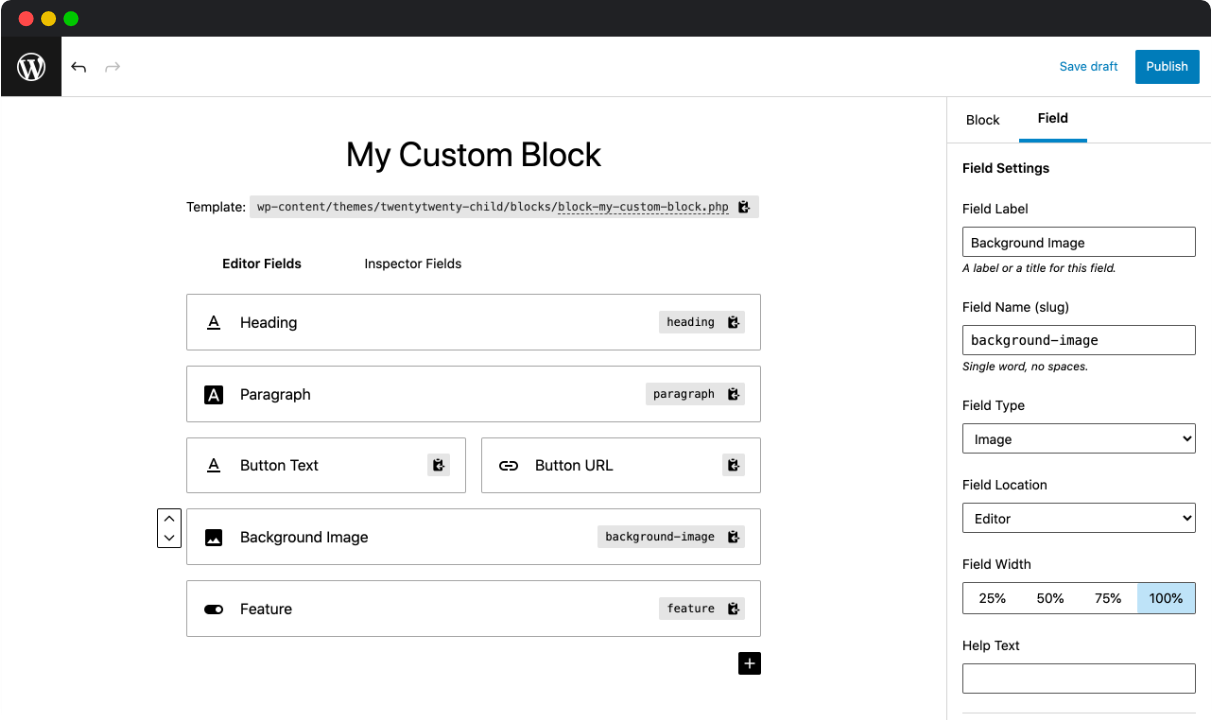 Save draft Publish
Block Field
My Custom Block
Template: wp-content/themes/twentytwenty-child/blocks/block-my-custom-block.php
Editor Fields Inspector Fields
Heading heading
Paragraph paragraph
Button Text Button URL
Background Image background-image
Feature feature
Field Settings
Field Label
Background Image
A label or a title for this field.
Field Name (slug)
background-image
Single word, no spaces.
Field Type
Image
Field Location
Editor
Field Width
25% 50% 75% 100%
Help Text